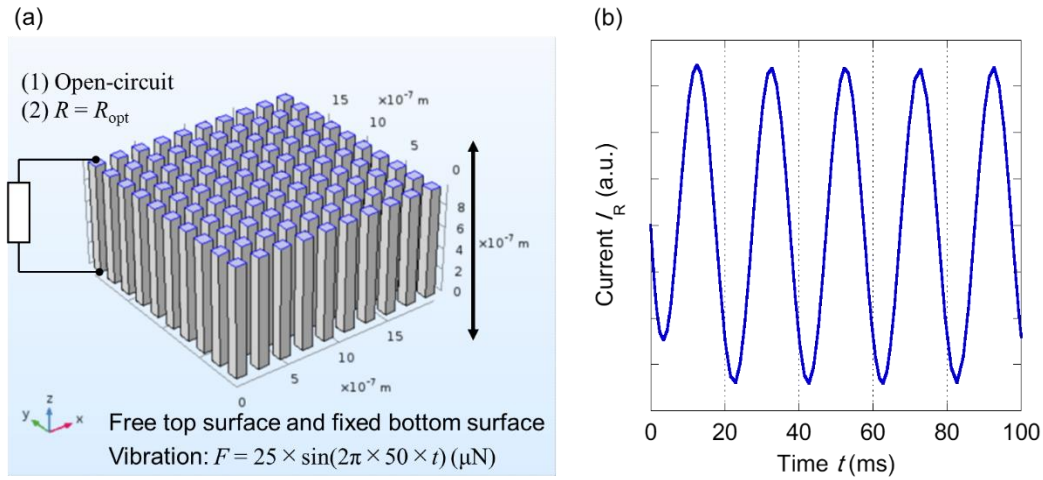 (a)
(1) Open-circuit
(2) R = Ropt
15
×10⁻⁷ m
10
5
0
8
6
×10⁻⁷ m
4
2
0
15
10
×10⁻⁷ m
5
0
z
y
x
Free top surface and fixed bottom surface
Vibration: F = 25 × sin(2π × 50 × t) (μN)
(b)
Current IR (a.u.)
0 20 40 60 80 100
Time t (ms)